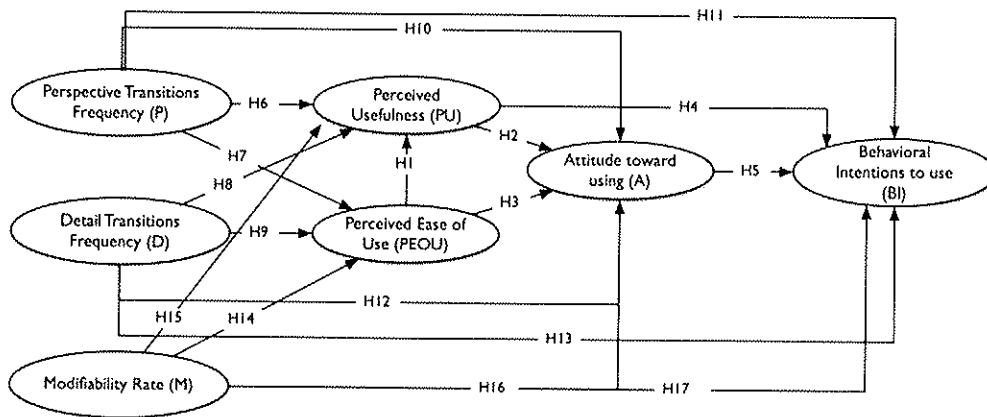 H11
H10
Perspective Transitions
Frequency (P)
H6
Perceived
Usefulness (PU)
H4
H2
H7
H1
Attitude toward
using (A)
H5
Behavioral
Intentions to use
(BI)
H8
H3
Detail Transitions
Frequency (D)
H9
Perceived Ease of
Use (PEOU)
H12
H15
H14
H13
Modifiability Rate (M)
H16
H17